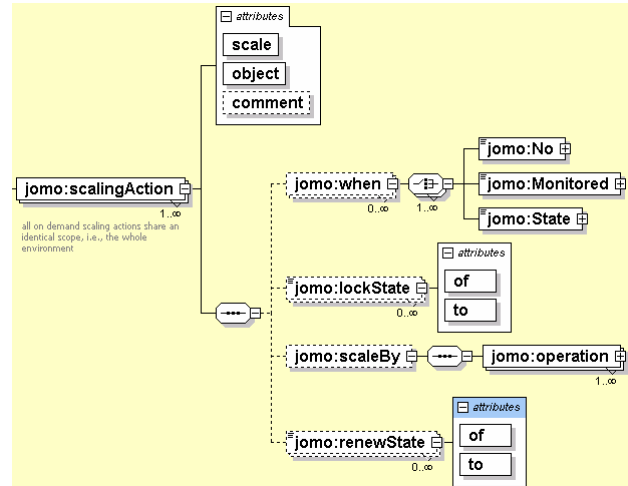 attributes
scale
object
comment
jomo:scalingAction
1..∞
all on demand scaling actions share an
identical scope, i.e., the whole
environment
jomo:when
0..∞
1..∞
jomo:No
jomo:Monitored
jomo:State
jomo:lockState
0..∞
attributes
of
to
jomo:scaleBy
jomo:operation
1..∞
jomo:renewState
0..∞
attributes
of
to